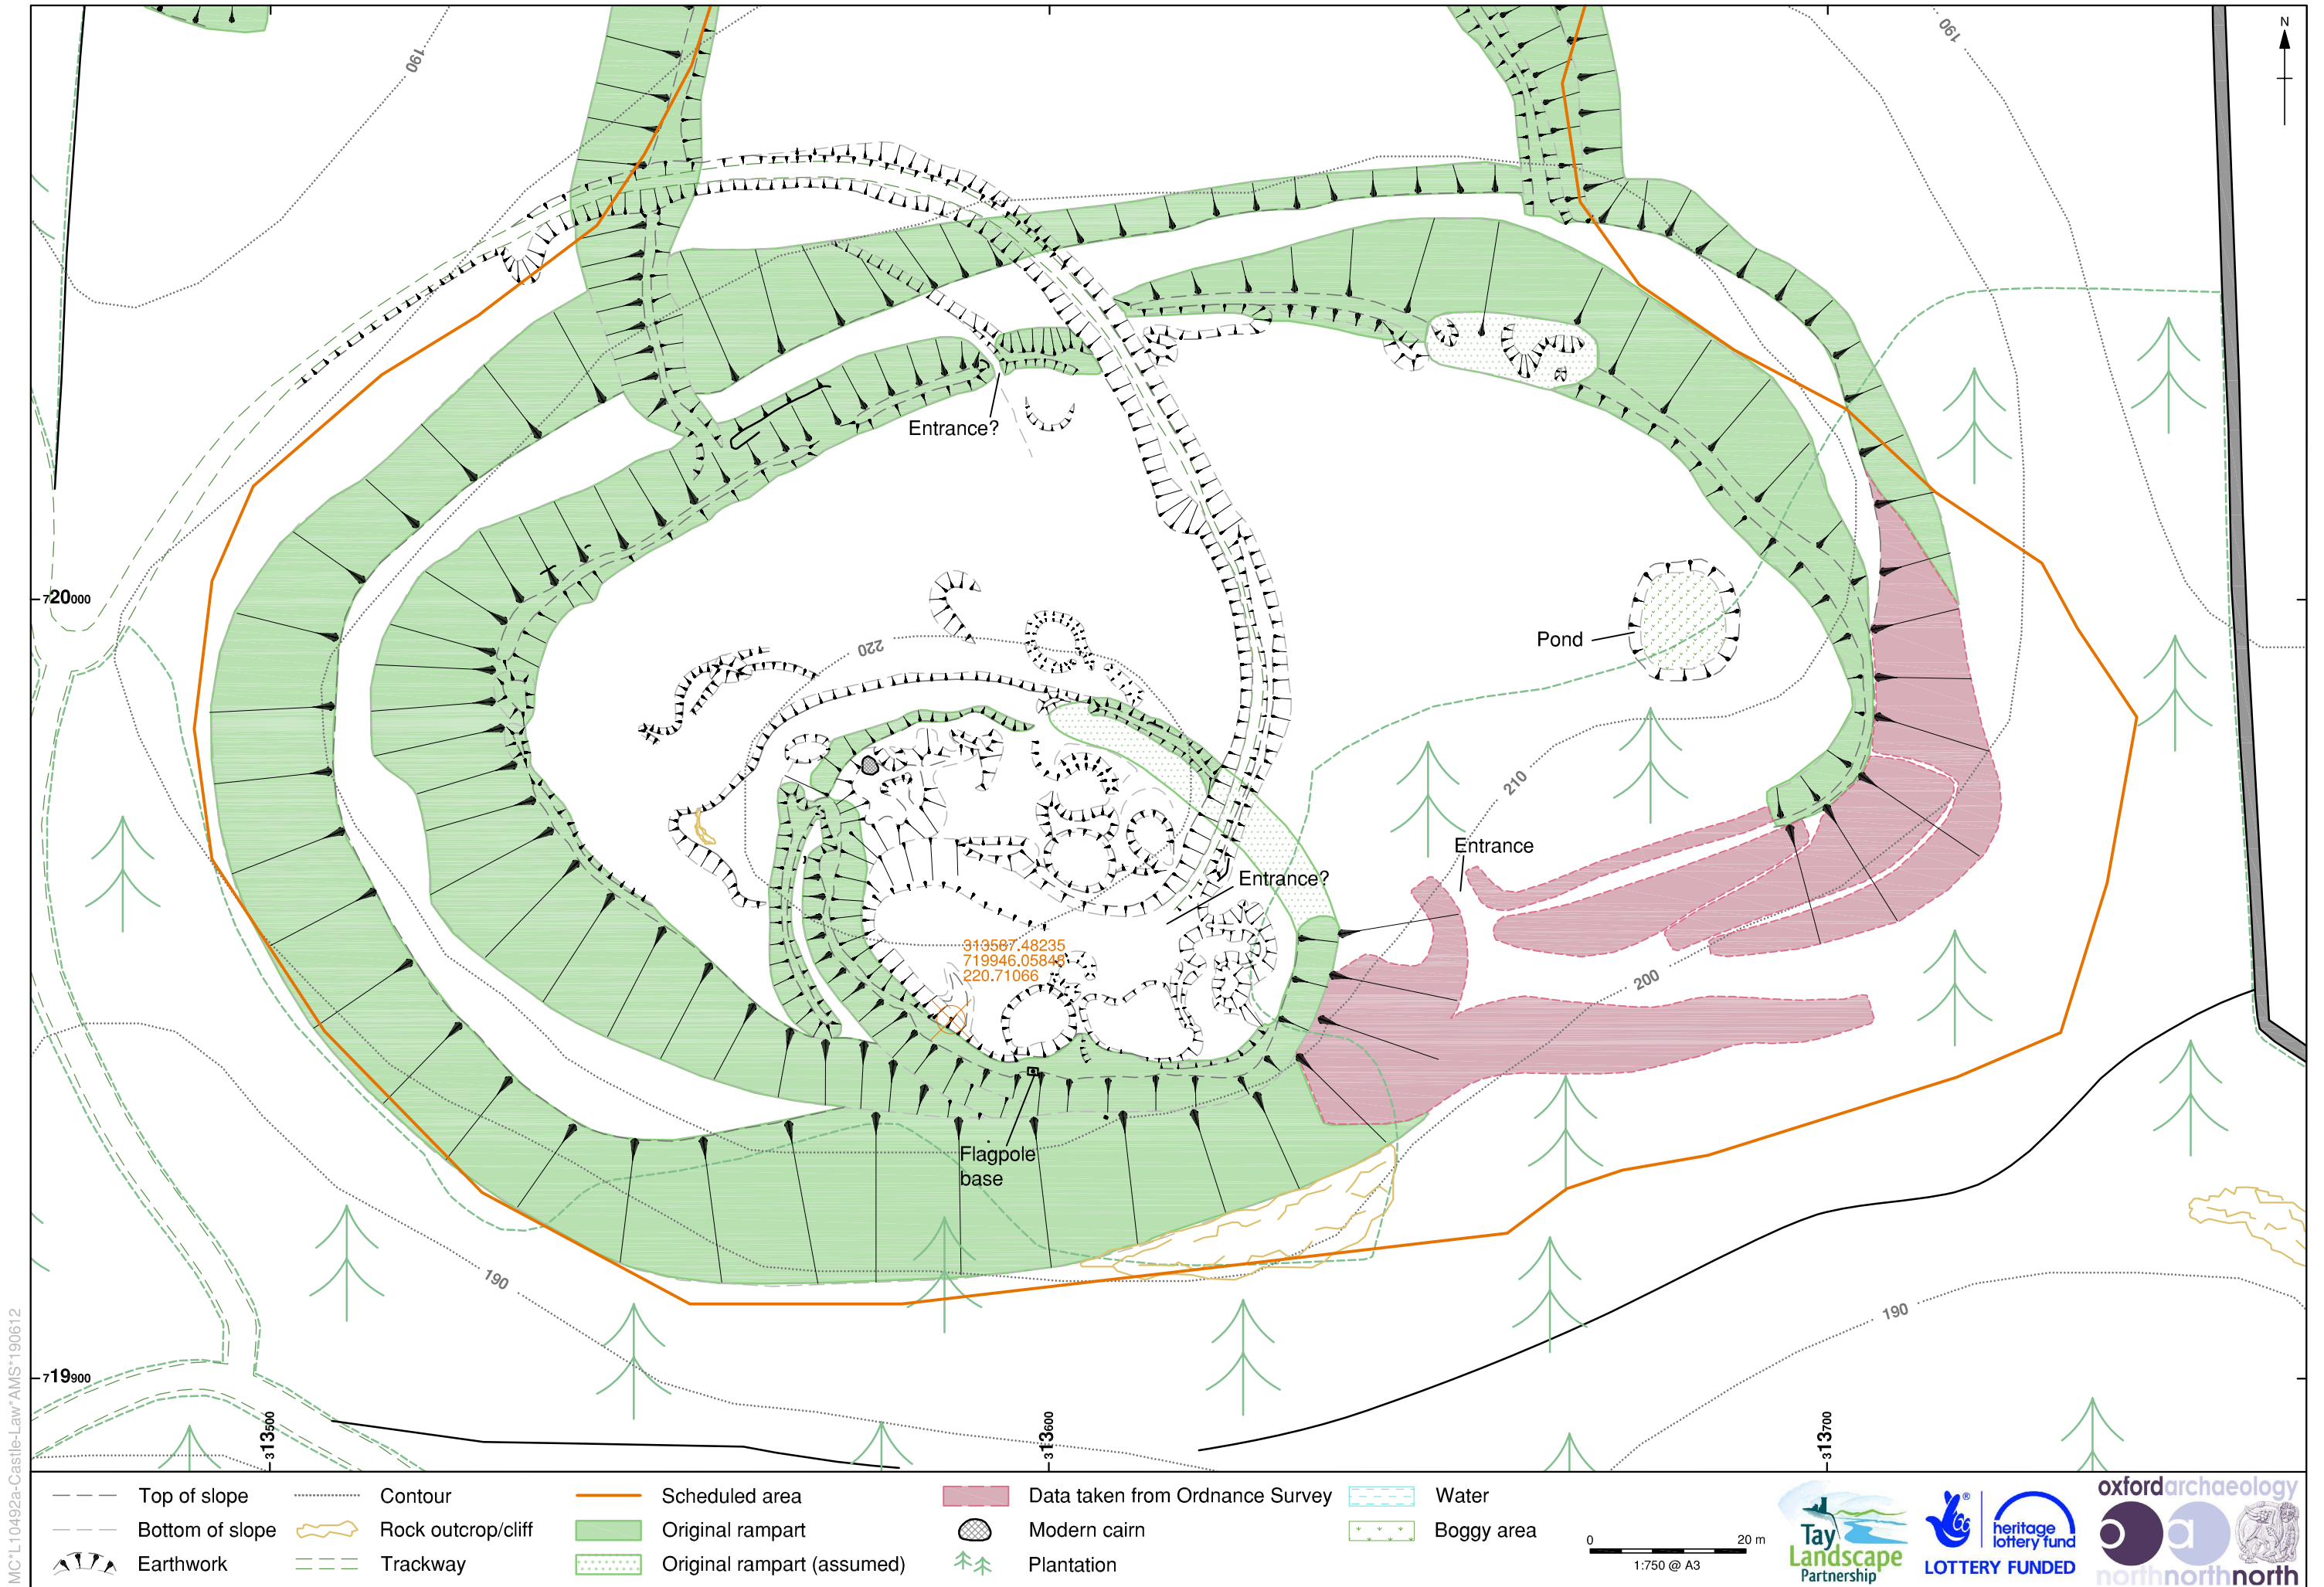 190
190
N
Entrance?
720000
Pond
220
210
Entrance
Entrance?
313587.48235
719946.05848
220.71066
200
Flagpole
base
190
190
719900
313500
313600
313700
MC*L10492a-Castle-Law*AMS*190612
Top of slope
Bottom of slope
Earthwork
Contour
Rock outcrop/cliff
Trackway
Scheduled area
Original rampart
Original rampart (assumed)
Data taken from Ordnance Survey
Modern cairn
Plantation
Water
Boggy area
0 20 m
1:750 @ A3
Tay
Landscape
Partnership
®
heritage
lottery fund
LOTTERY FUNDED
oxfordarchaeology
o a
northnorthnorth